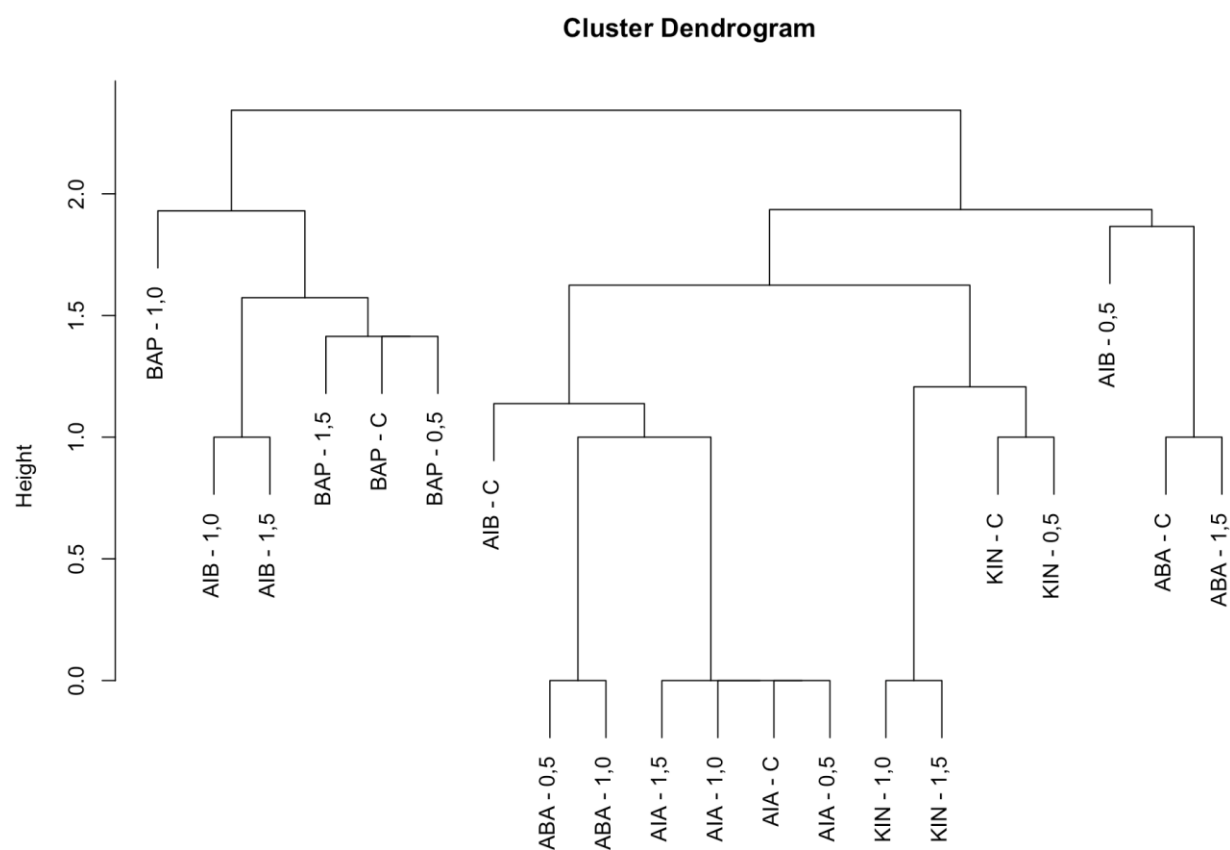 Cluster Dendrogram
Height
2.0
1.5
1.0
0.5
0.0
BAP - 1,0
AIB - 1,0
AIB - 1,5
BAP - 1,5
BAP - C
BAP - 0,5
AIB - C
ABA - 0,5
ABA - 1,0
AIA - 1,5
AIA - 1,0
AIA - C
AIA - 0,5
KIN - 1,0
KIN - 1,5
KIN - C
KIN - 0,5
AIB - 0,5
ABA - C
ABA - 1,5